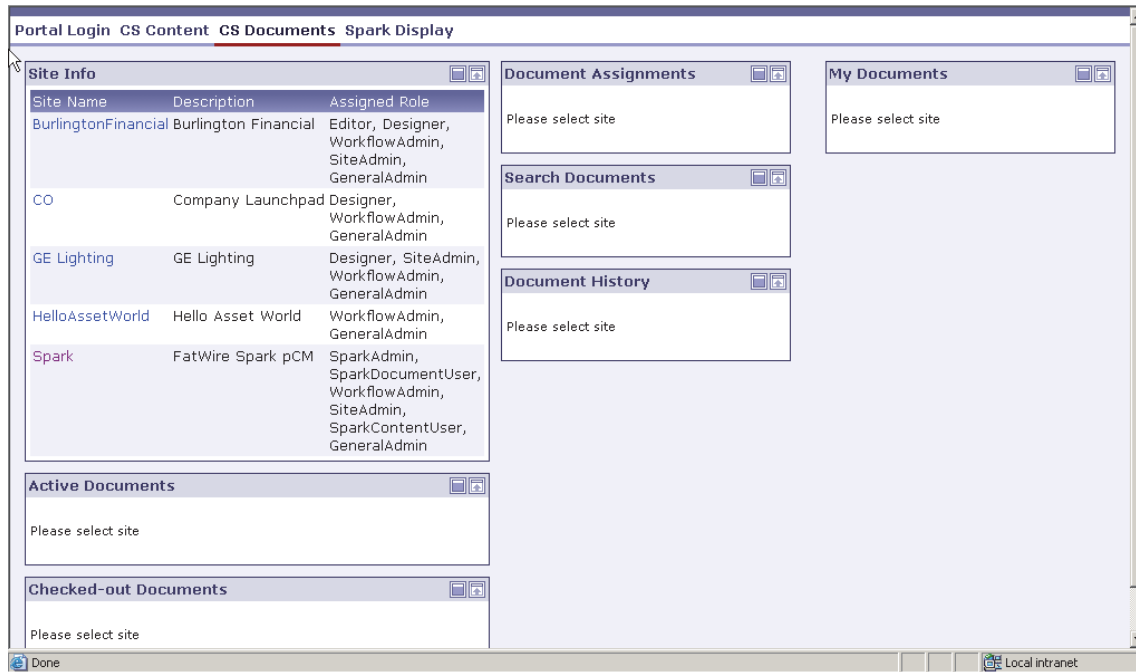 Portal Login CS Content CS Documents Spark Display
Site Info
Site Name Description Assigned Role
BurlingtonFinancial Burlington Financial Editor, Designer,
WorkflowAdmin,
SiteAdmin,
GeneralAdmin
CO Company Launchpad Designer,
WorkflowAdmin,
GeneralAdmin
GE Lighting GE Lighting Designer, SiteAdmin,
WorkflowAdmin,
GeneralAdmin
HelloAssetWorld Hello Asset World WorkflowAdmin,
GeneralAdmin
Spark FatWire Spark pCM SparkAdmin,
SparkDocumentUser,
WorkflowAdmin,
SiteAdmin,
SparkContentUser,
GeneralAdmin
Active Documents
Please select site
Checked-out Documents
Please select site
Document Assignments
Please select site
Search Documents
Please select site
Document History
Please select site
My Documents
Please select site
Done
Local intranet